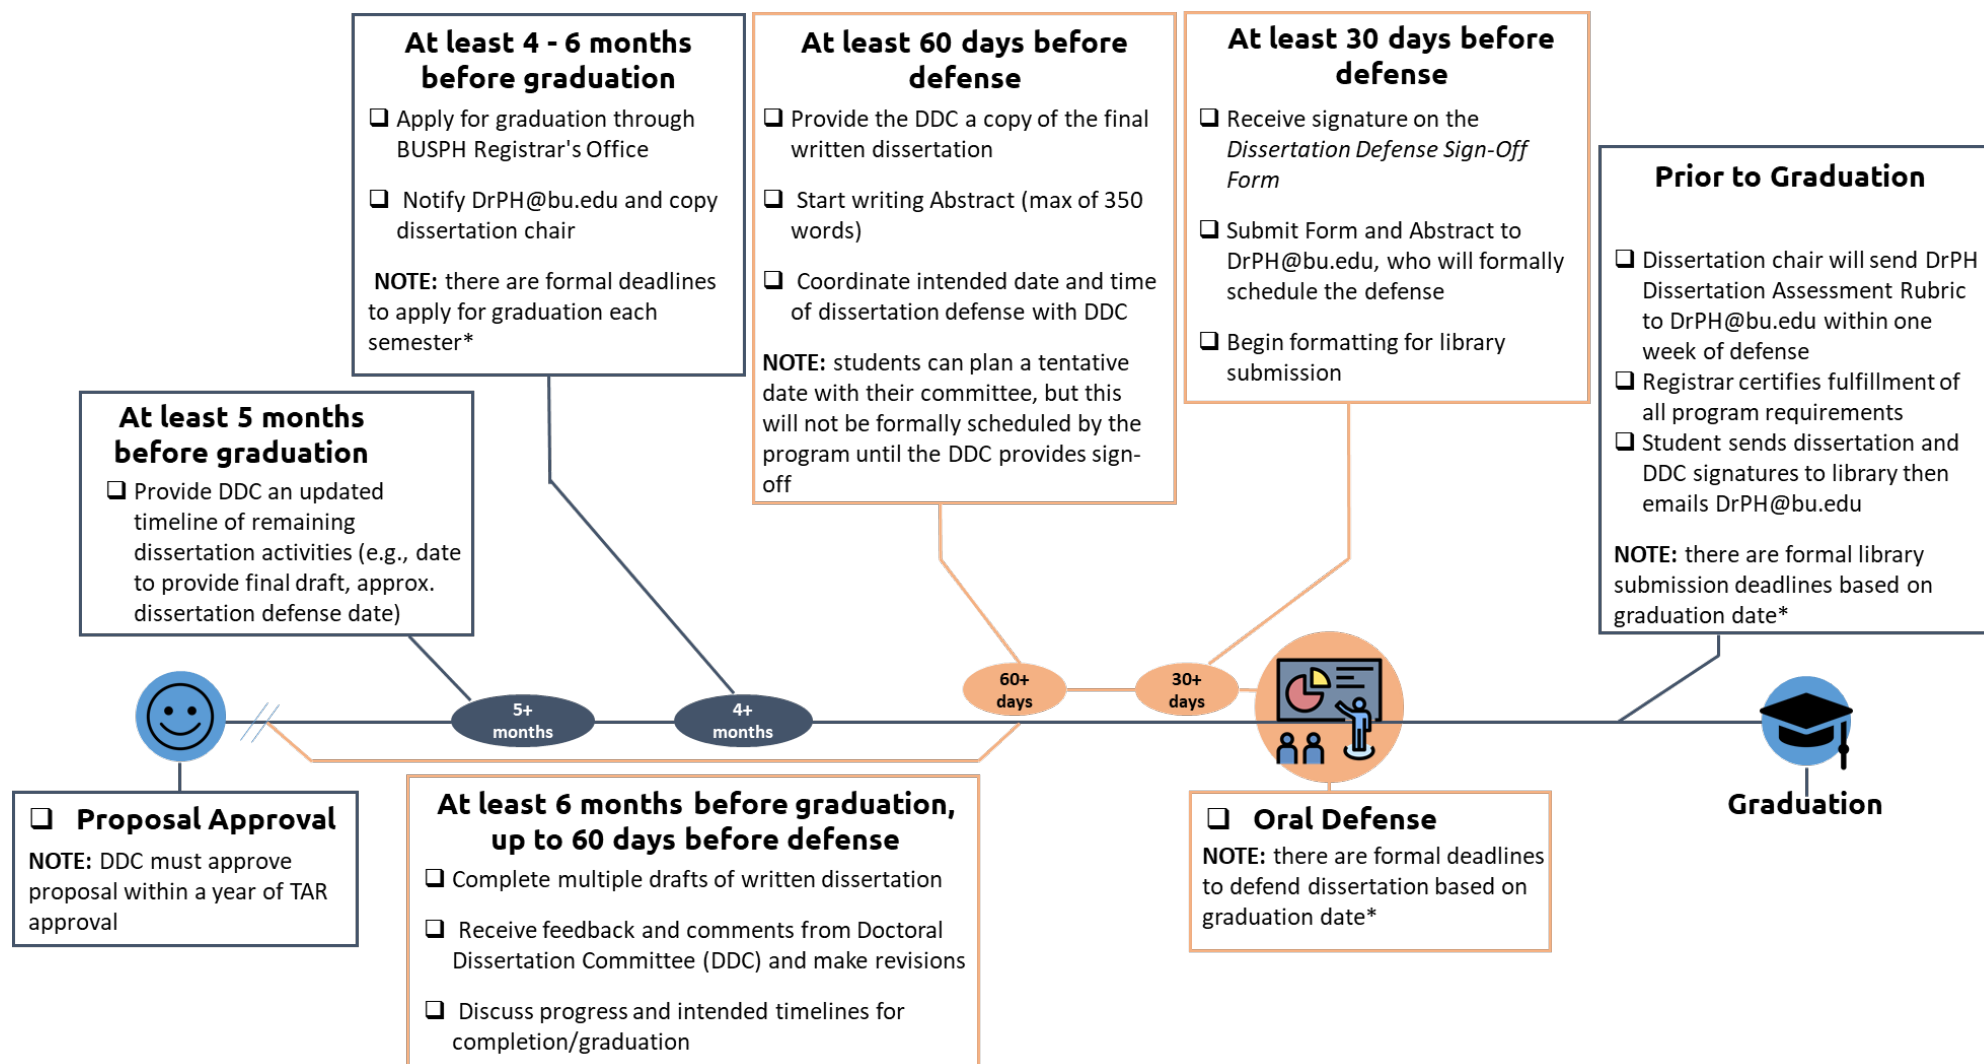 At least 4 - 6 months
before graduation
❑ Apply for graduation through
BUSPH Registrar's Office
❑ Notify DrPH@bu.edu and copy
dissertation chair
NOTE: there are formal deadlines
to apply for graduation each
semester*
At least 60 days before
defense
❑ Provide the DDC a copy of the final
written dissertation
❑ Start writing Abstract (max of 350
words)
❑ Coordinate intended date and time
of dissertation defense with DDC
NOTE: students can plan a tentative
date with their committee, but this
will not be formally scheduled by the
program until the DDC provides sign-
off
At least 30 days before
defense
❑ Receive signature on the
Dissertation Defense Sign-Off
Form
❑ Submit Form and Abstract to
DrPH@bu.edu, who will formally
schedule the defense
❑ Begin formatting for library
submission
Prior to Graduation
❑ Dissertation chair will send DrPH
Dissertation Assessment Rubric
to DrPH@bu.edu within one
week of defense
❑ Registrar certifies fulfillment of
all program requirements
❑ Student sends dissertation and
DDC signatures to library then
emails DrPH@bu.edu
NOTE: there are formal library
submission deadlines based on
graduation date*
At least 5 months
before graduation
❑ Provide DDC an updated
timeline of remaining
dissertation activities (e.g., date
to provide final draft, approx.
dissertation defense date)
5+
months
4+
months
60+
days
30+
days
❑ Proposal Approval
NOTE: DDC must approve
proposal within a year of TAR
approval
At least 6 months before graduation,
up to 60 days before defense
❑ Complete multiple drafts of written dissertation
❑ Receive feedback and comments from Doctoral
Dissertation Committee (DDC) and make revisions
❑ Discuss progress and intended timelines for
completion/graduation
❑ Oral Defense
NOTE: there are formal deadlines
to defend dissertation based on
graduation date*
Graduation